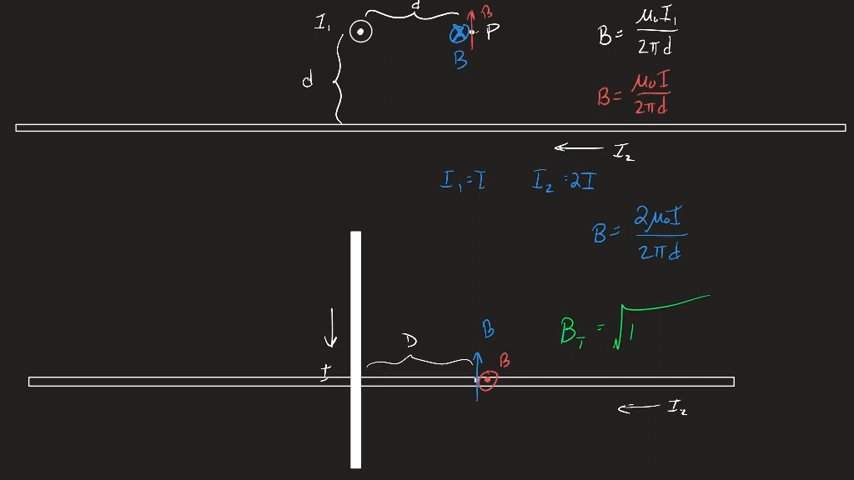 d
I₁ B P
B = μ₀I₁ / 2πd
d B
B = μ₀I / 2πd
← I₂
I₁ = I I₂ = 2I
B = 2μ₀I / 2πd
B_T = √1
D B
B
I
← I₂